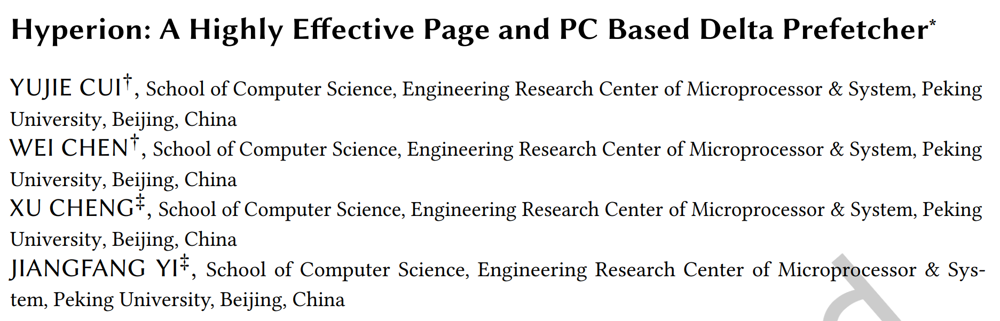 Hyperion: A Highly Effective Page and PC Based Delta Prefetcher*
YUJIE CUI†, School of Computer Science, Engineering Research Center of Microprocessor & System, Peking
University, Beijing, China
WEI CHEN†, School of Computer Science, Engineering Research Center of Microprocessor & System, Peking
University, Beijing, China
XU CHENG‡, School of Computer Science, Engineering Research Center of Microprocessor & System, Peking
University, Beijing, China
JIANGFANG YI‡, School of Computer Science, Engineering Research Center of Microprocessor & Sys-
tem, Peking University, Beijing, China